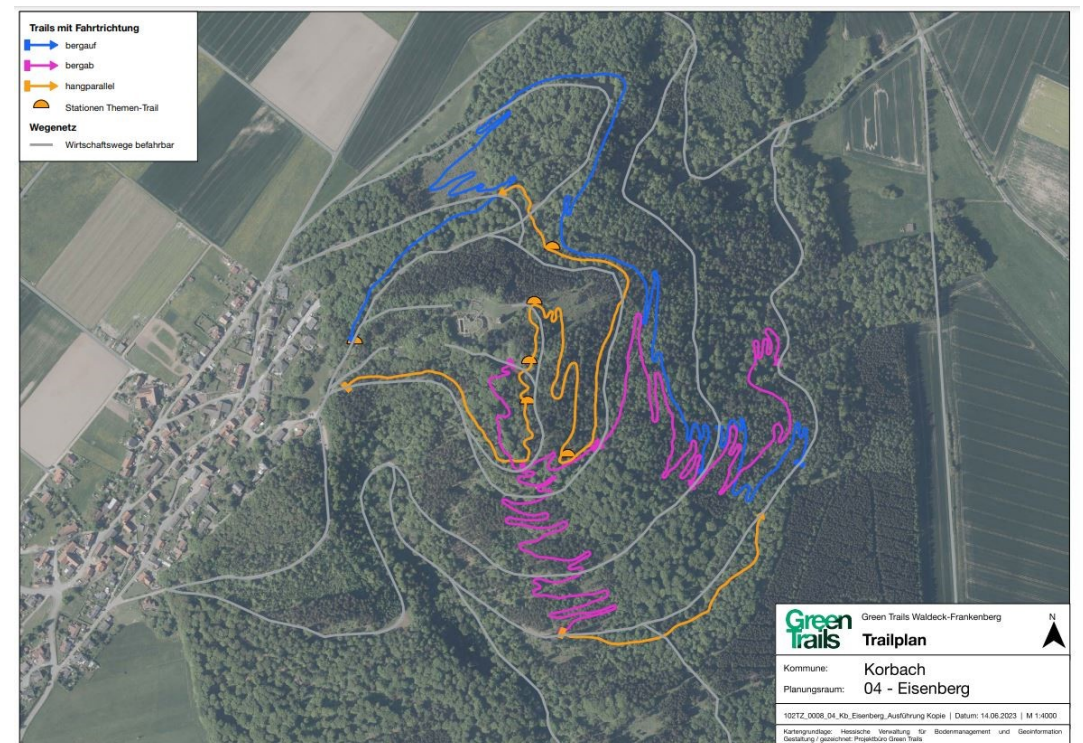 Trails mit Fahrtrichtung
bergauf
bergab
hangparallel
Stationen Themen-Trail
Wegenetz
Wirtschaftswege befahrbar
Green Trails
Green Trails Waldeck-Frankenberg
Trailplan
N
Kommune: Korbach
Planungsraum: 04 - Eisenberg
102TZ_0008_04_Kb_Eisenberg_Ausführung Kopie | Datum: 14.06.2023 | M 1:4000
Kartengrundlage: Hessische Verwaltung für Bodenmanagement und Geoinformation
Gestaltung / gezeichnet: Projektbüro Green Trails